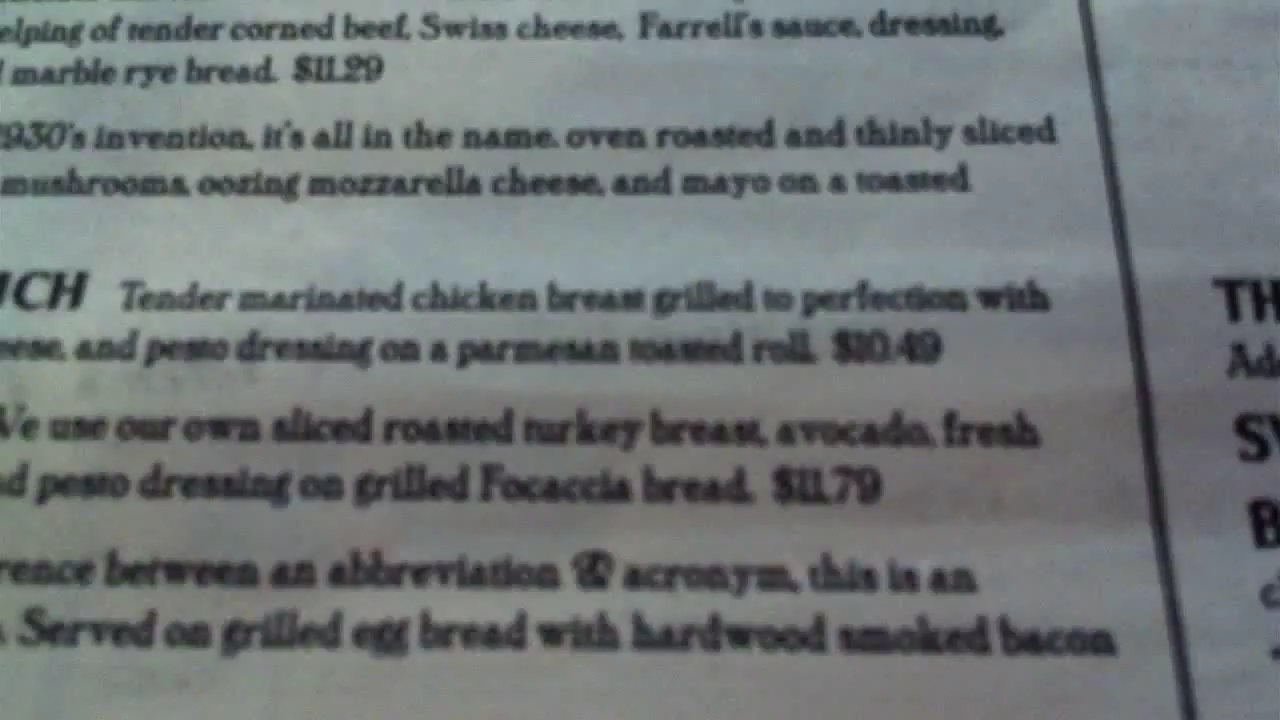 elping of tender corned beef, Swiss cheese, Farrell's sauce, dressing,
marble rye bread. $11.29
1930's invention, it's all in the name, oven roasted and thinly sliced
mushrooms, oozing mozzarella cheese, and mayo on a toasted
ICH Tender marinated chicken breast grilled to perfection with
eese, and pesto dressing on a parmesan toasted roll. $10.49
We use our own sliced roasted turkey breast, avocado, fresh
nd pesto dressing on grilled Focaccia bread. $11.79
rence between an abbreviation & acronym, this is an
Served on grilled egg bread with hardwood smoked bacon
TH
Ad
S
B